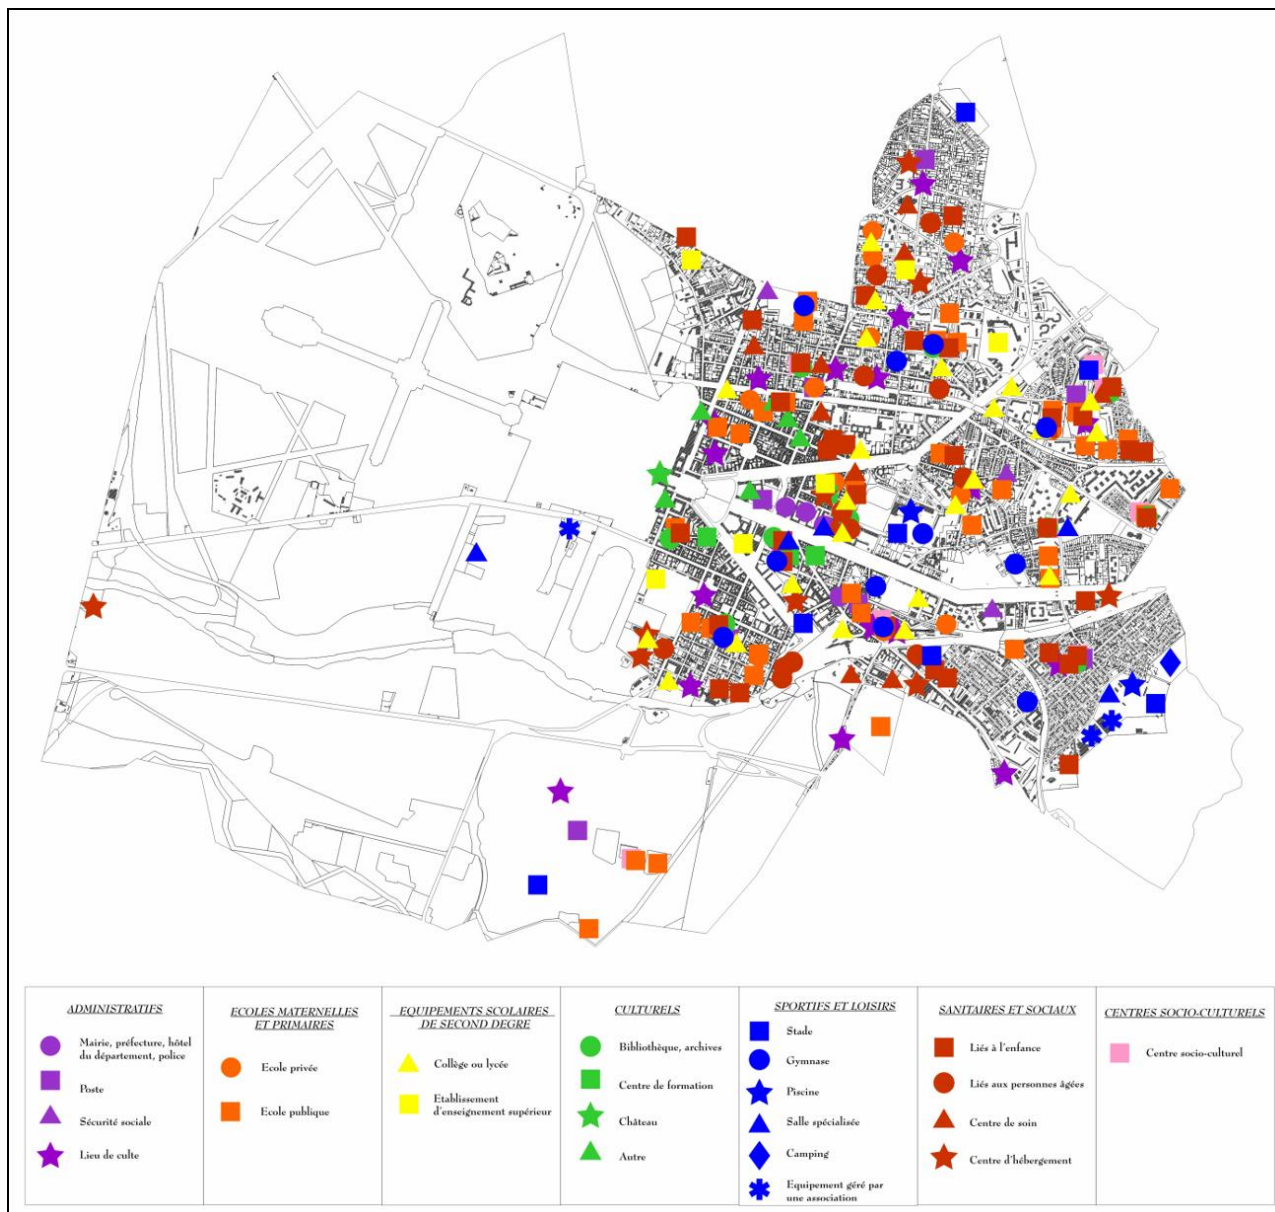 ADMINISTRATIFS
Mairie, préfecture, hôtel
du département, police
Poste
Sécurité sociale
Lieu de culte
ECOLES MATERNELLES
ET PRIMAIRES
Ecole privée
Ecole publique
EQUIPEMENTS SCOLAIRES
DE SECOND DEGRE
Collège ou lycée
Etablissement
d'enseignement supérieur
CULTURELS
Bibliothèque, archives
Centre de formation
Château
Autre
SPORTIFS ET LOISIRS
Stade
Gymnase
Piscine
Salle spécialisée
Camping
Equipement géré par
une association
SANITAIRES ET SOCIAUX
Liés à l'enfance
Liés aux personnes âgées
Centre de soin
Centre d'hébergement
CENTRES SOCIO-CULTURELS
Centre socio-culturel